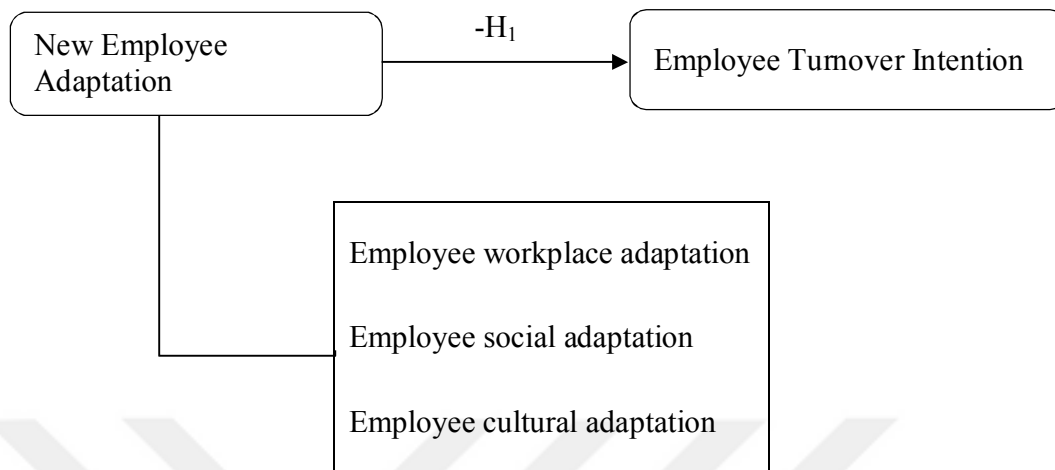 -H₁
New Employee
Adaptation
Employee Turnover Intention
Employee workplace adaptation
Employee social adaptation
Employee cultural adaptation